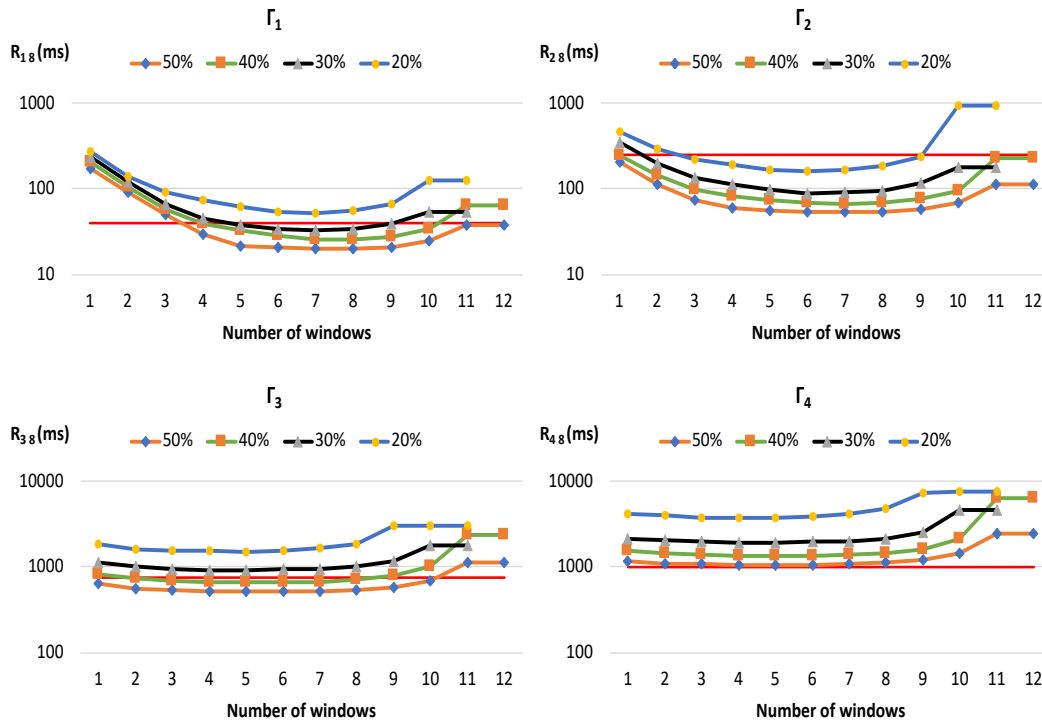 Γ1
R1 8 (ms)
50% 40% 30% 20%
1000
100
10
1 2 3 4 5 6 7 8 9 10 11 12
Number of windows
Γ2
R2 8 (ms)
50% 40% 30% 20%
1000
100
10
1 2 3 4 5 6 7 8 9 10 11 12
Number of windows
Γ3
R3 8 (ms)
50% 40% 30% 20%
10000
1000
100
1 2 3 4 5 6 7 8 9 10 11 12
Number of windows
Γ4
R4 8 (ms)
50% 40% 30% 20%
10000
1000
100
1 2 3 4 5 6 7 8 9 10 11 12
Number of windows